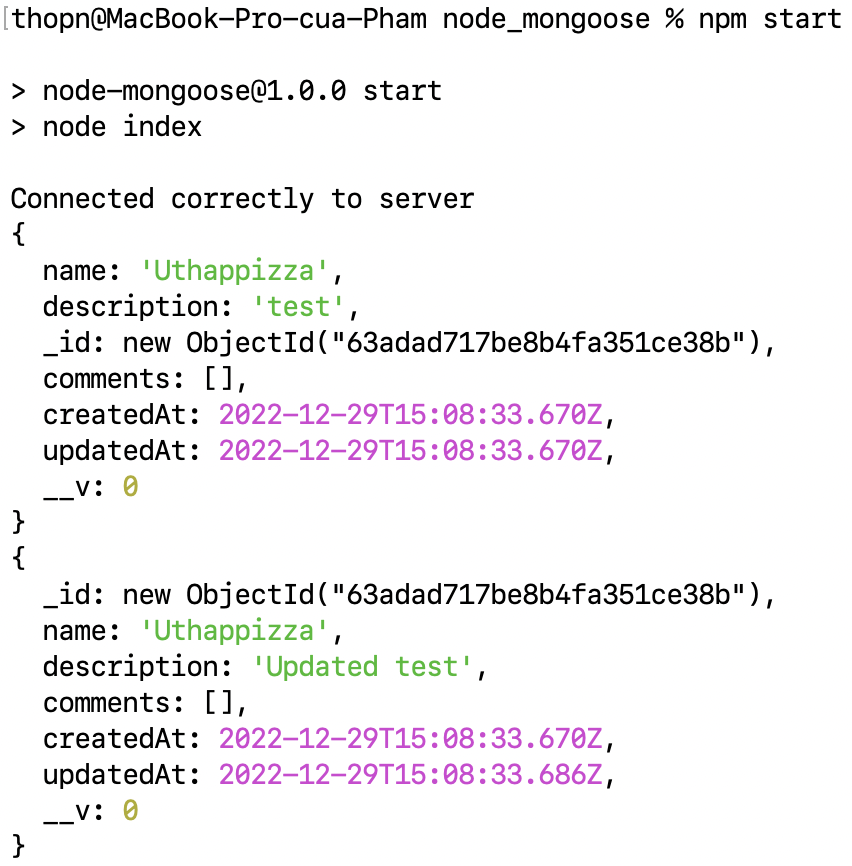 [thopn@MacBook-Pro-cua-Pham node_mongoose % npm start
> node-mongoose@1.0.0 start
> node index
Connected correctly to server
{
  name: 'Uthappizza',
  description: 'test',
  _id: new ObjectId("63adad717be8b4fa351ce38b"),
  comments: [],
  createdAt: 2022-12-29T15:08:33.670Z,
  updatedAt: 2022-12-29T15:08:33.670Z,
  __v: 0
}
{
  _id: new ObjectId("63adad717be8b4fa351ce38b"),
  name: 'Uthappizza',
  description: 'Updated test',
  comments: [],
  createdAt: 2022-12-29T15:08:33.670Z,
  updatedAt: 2022-12-29T15:08:33.686Z,
  __v: 0
}